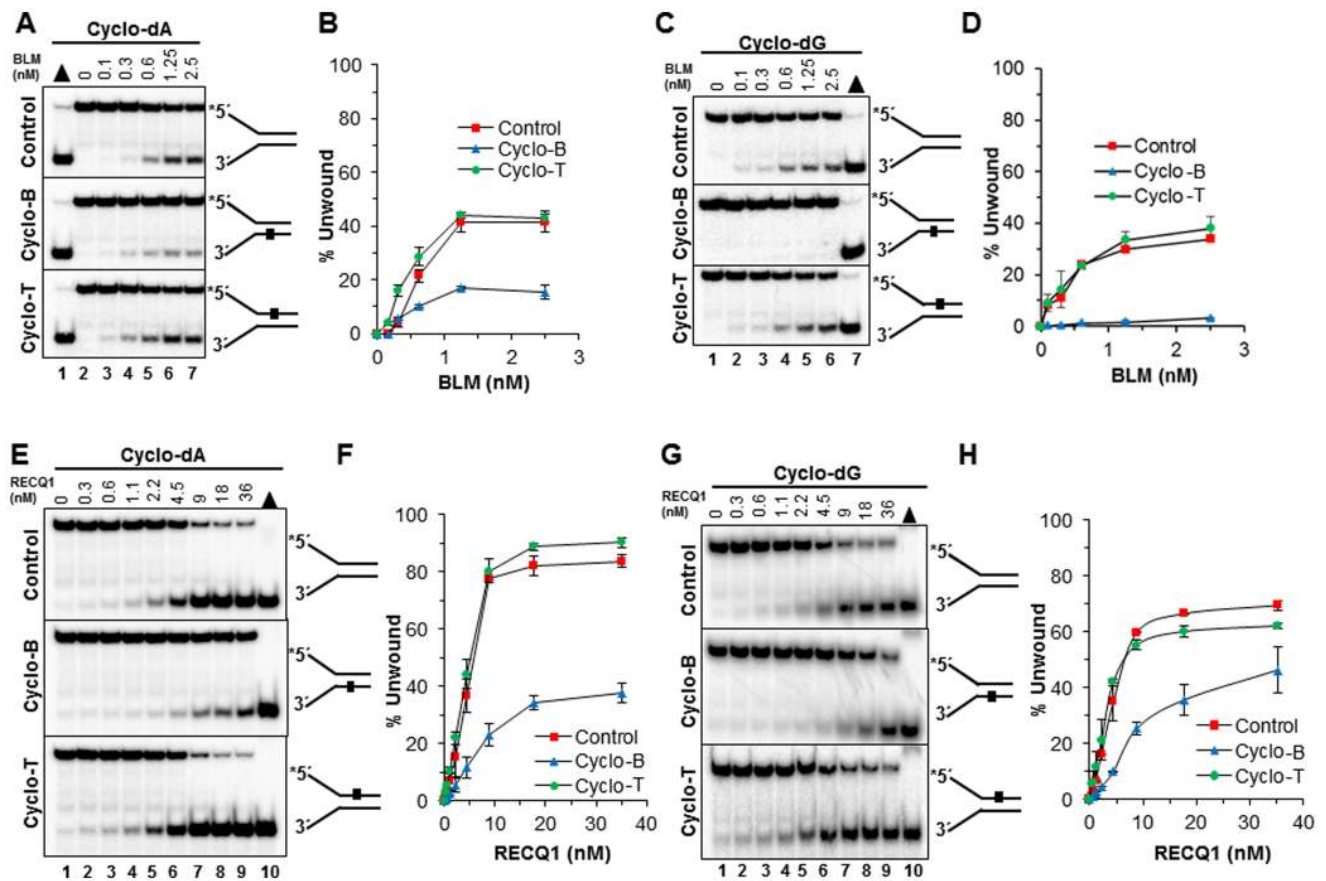 A
Cyclo-dA
BLM
(nM)
0
0.1
0.3
0.6
1.25
2.5
Control
*5′
3′
Cyclo-B
*5′
3′
Cyclo-T
*5′
3′
1 2 3 4 5 6 7
B
% Unwound
100
80
60
40
20
0
0 1 2 3
BLM (nM)
Control
Cyclo-B
Cyclo-T
C
Cyclo-dG
BLM
(nM)
0
0.1
0.3
0.6
1.25
2.5
Control
*5′
3′
Cyclo-B
*5′
3′
Cyclo-T
*5′
3′
1 2 3 4 5 6 7
D
% Unwound
100
80
60
40
20
0
0 1 2 3
BLM (nM)
Control
Cyclo-B
Cyclo-T
E
Cyclo-dA
RECQ1
(nM)
0
0.3
0.6
1.1
2.2
4.5
9
18
36
Control
*5′
3′
Cyclo-B
*5′
3′
Cyclo-T
*5′
3′
1 2 3 4 5 6 7 8 9 10
F
% Unwound
100
80
60
40
20
0
0 10 20 30 40
RECQ1 (nM)
Control
Cyclo-B
Cyclo-T
G
Cyclo-dG
RECQ1
(nM)
0
0.3
0.6
1.1
2.2
4.5
9
18
36
Control
*5′
3′
Cyclo-B
*5′
3′
Cyclo-T
*5′
3′
1 2 3 4 5 6 7 8 9 10
H
% Unwound
100
80
60
40
20
0
0 10 20 30 40
RECQ1 (nM)
Control
Cyclo-B
Cyclo-T